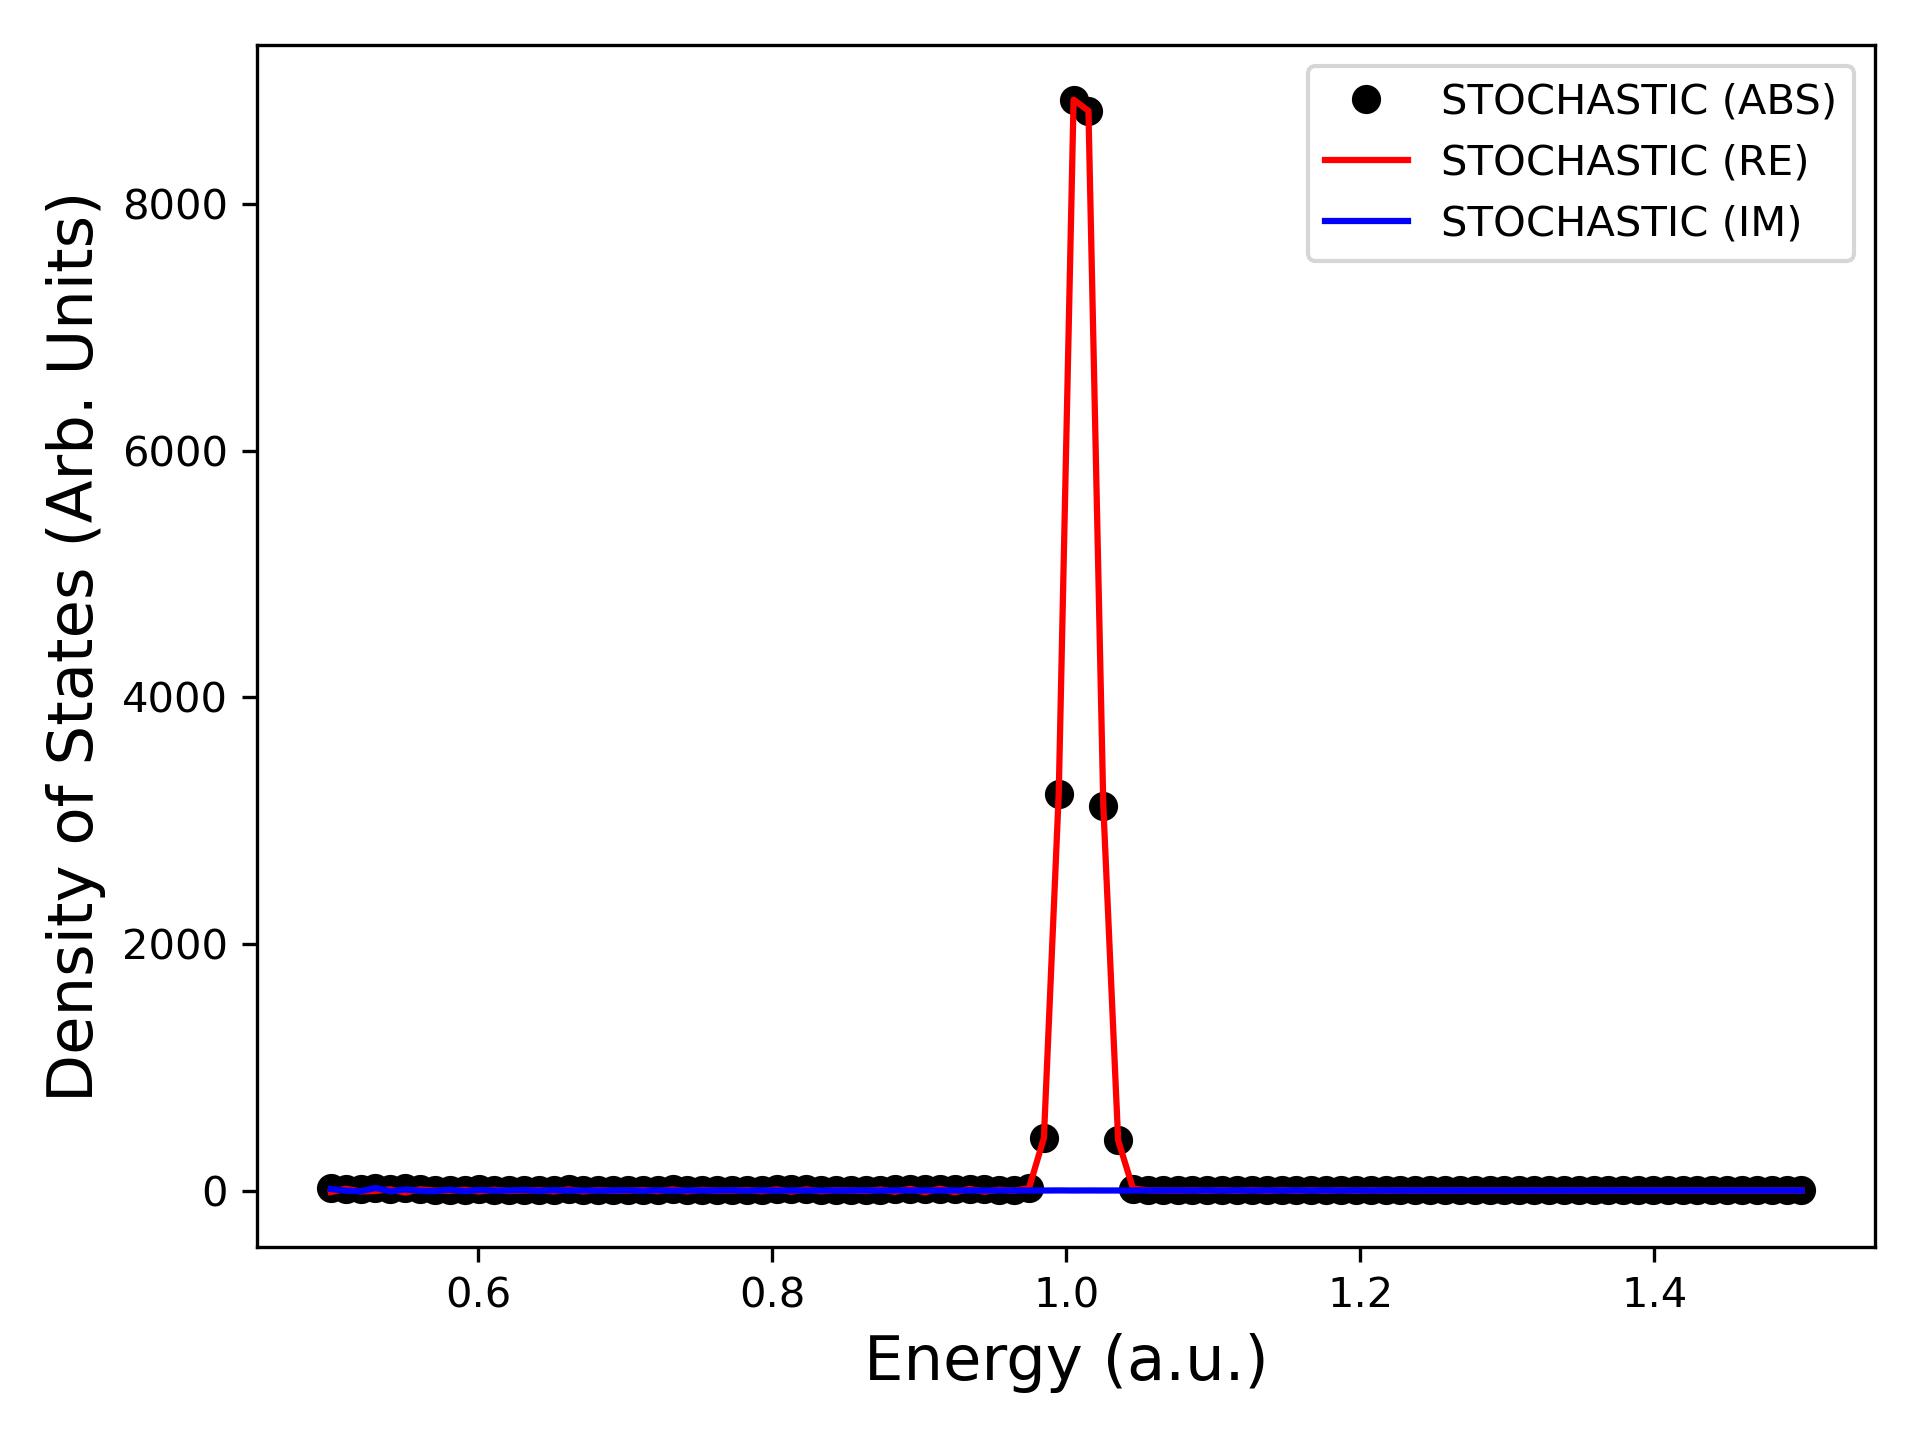 STOCHASTIC (ABS)
STOCHASTIC (RE)
STOCHASTIC (IM)
Density of States (Arb. Units)
8000
6000
4000
2000
0
0.6 0.8 1.0 1.2 1.4
Energy (a.u.)